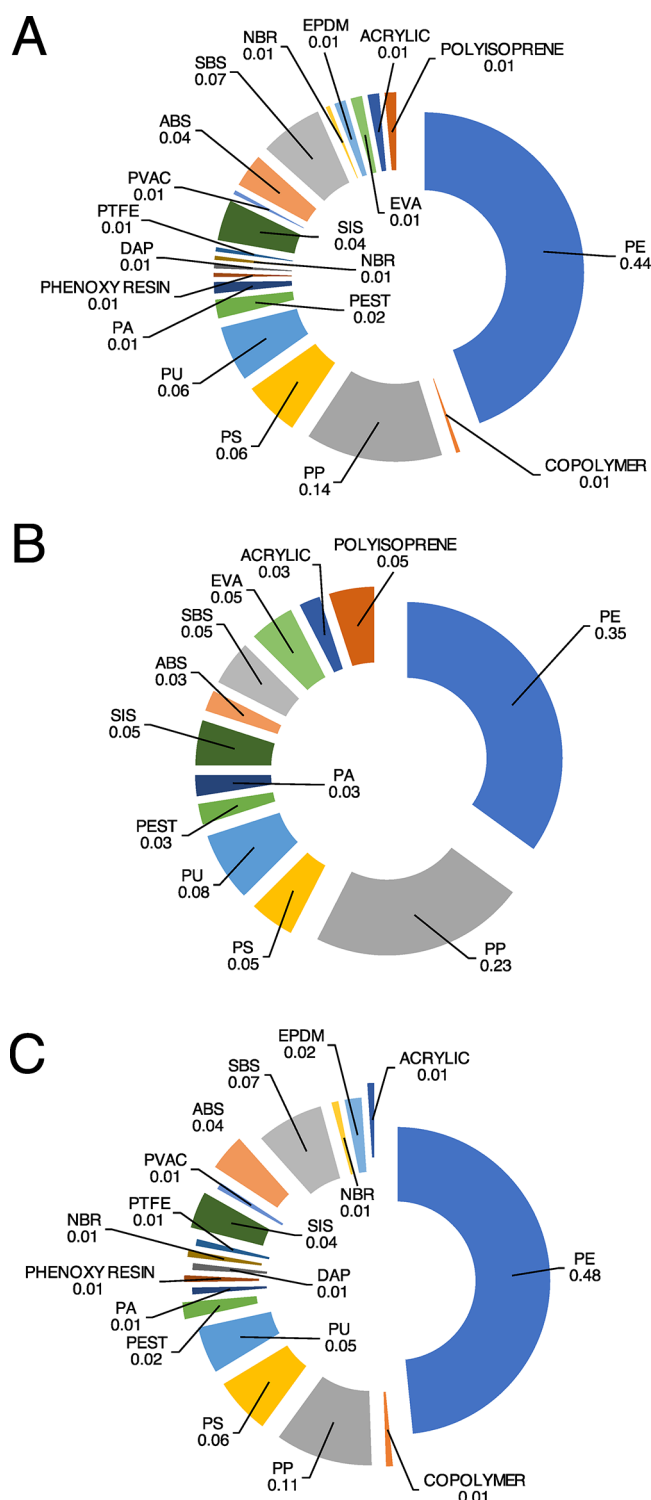 A
NBR
0.01
EPDM
0.01
ACRYLIC
0.01
POLYISOPRENE
0.01
SBS
0.07
ABS
0.04
PVAC
0.01
PTFE
0.01
DAP
0.01
PHENOXY RESIN
0.01
PA
0.01
PU
0.06
PS
0.06
PP
0.14
SIS
0.04
NBR
0.01
PEST
0.02
EVA
0.01
PE
0.44
COPOLYMER
0.01
B
POLYISOPRENE
0.05
ACRYLIC
0.03
EVA
0.05
SBS
0.05
ABS
0.03
SIS
0.05
PA
0.03
PEST
0.03
PU
0.08
PS
0.05
PP
0.23
PE
0.35
C
EPDM
0.02
ACRYLIC
0.01
SBS
0.07
ABS
0.04
PVAC
0.01
PTFE
0.01
NBR
0.01
PHENOXY RESIN
0.01
PA
0.01
PEST
0.02
NBR
0.01
SIS
0.04
DAP
0.01
PU
0.05
PS
0.06
PP
0.11
PE
0.48
COPOLYMER
0.01